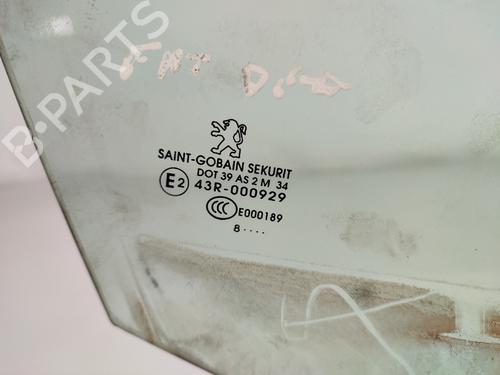 B-PARTS
SAINT-GOBAIN SEKURIT
DOT 39 AS 2 M 34
E2 43R-000929
CCC E000189
8 ····